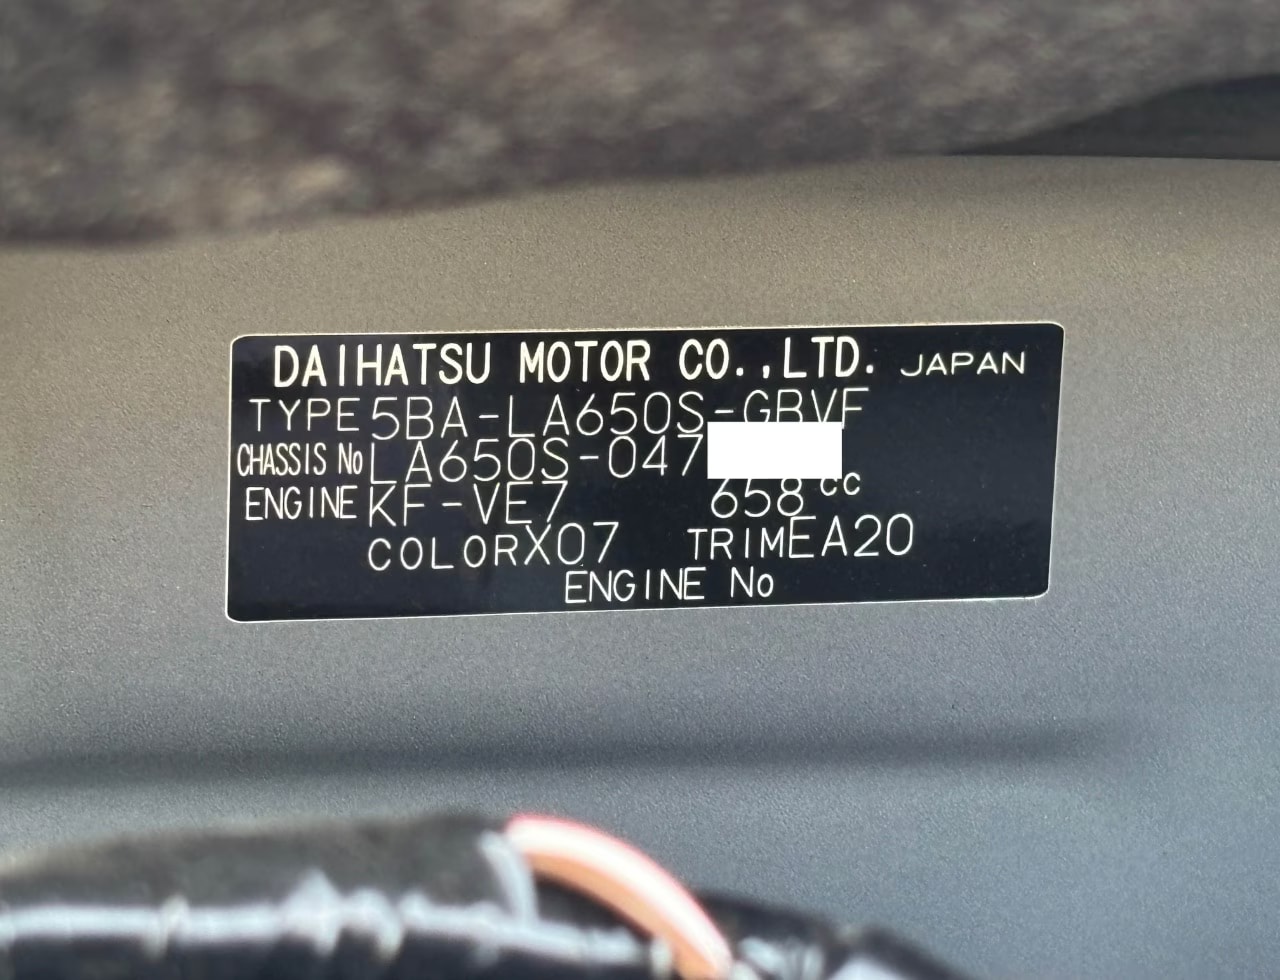 DAIHATSU MOTOR CO.,LTD. JAPAN
TYPE 5BA-LA650S-GBVF
CHASSIS No LA650S-047
ENGINE KF-VE7 658cc
COLOR X07 TRIM EA20
ENGINE No